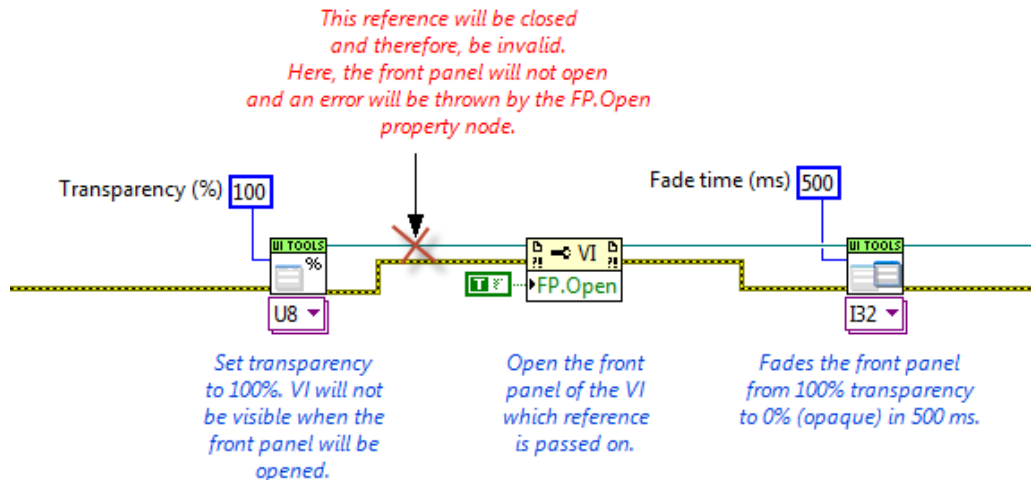 This reference will be closed
and therefore, be invalid.
Here, the front panel will not open
and an error will be thrown by the FP.Open
property node.
Transparency (%) 100
Fade time (ms) 500
UI TOOLS
%
U8
?! VI ?!
T F
FP.Open
UI TOOLS
I32
Set transparency
to 100%. VI will not
be visible when the
front panel will be
opened.
Open the front
panel of the VI
which reference
is passed on.
Fades the front panel
from 100% transparency
to 0% (opaque) in 500 ms.